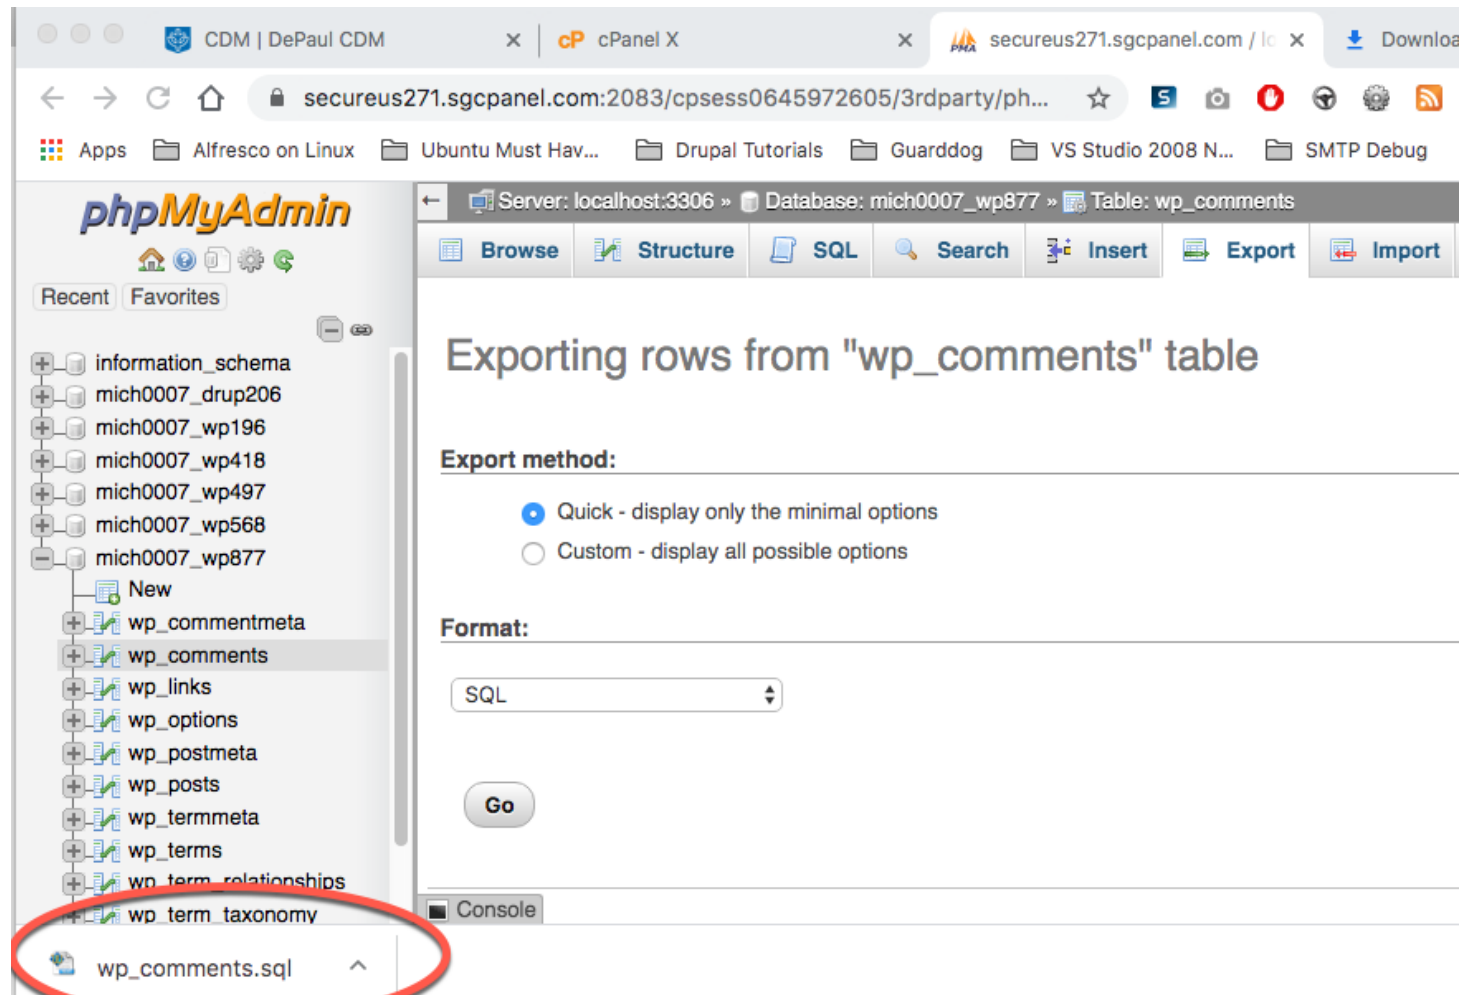 CDM | DePaul CDM
cP cPanel X
PMA secureus271.sgcpanel.com / lo
Downloa
secureus271.sgcpanel.com:2083/cpsess0645972605/3rdparty/ph...
S
Apps
Alfresco on Linux
Ubuntu Must Hav...
Drupal Tutorials
Guarddog
VS Studio 2008 N...
SMTP Debug
phpMyAdmin
Recent
Favorites
information_schema
mich0007_drup206
mich0007_wp196
mich0007_wp418
mich0007_wp497
mich0007_wp568
mich0007_wp877
New
wp_commentmeta
wp_comments
wp_links
wp_options
wp_postmeta
wp_posts
wp_termmeta
wp_terms
wp_term_relationships
wp_term_taxonomy
Server: localhost:3306 » Database: mich0007_wp877 » Table: wp_comments
Browse
Structure
SQL
Search
Insert
Export
Import
Exporting rows from "wp_comments" table
Export method:
Quick - display only the minimal options
Custom - display all possible options
Format:
SQL
Go
Console
wp_comments.sql